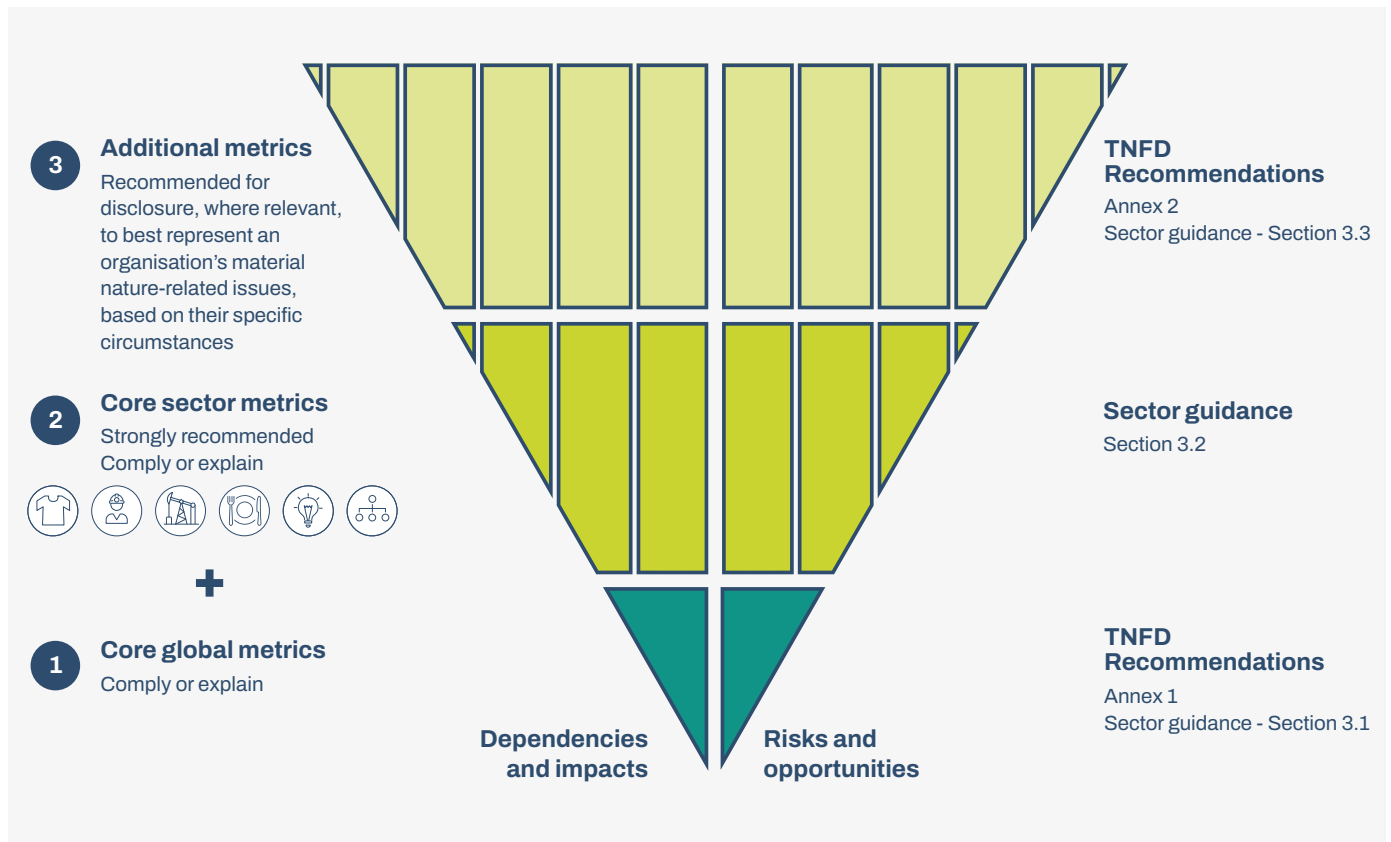 3
Additional metrics
Recommended for
disclosure, where relevant,
to best represent an
organisation’s material
nature-related issues,
based on their specific
circumstances
TNFD
Recommendations
Annex 2
Sector guidance - Section 3.3
2
Core sector metrics
Strongly recommended
Comply or explain
Sector guidance
Section 3.2
1
Core global metrics
Comply or explain
TNFD
Recommendations
Annex 1
Sector guidance - Section 3.1
Dependencies
and impacts
Risks and
opportunities